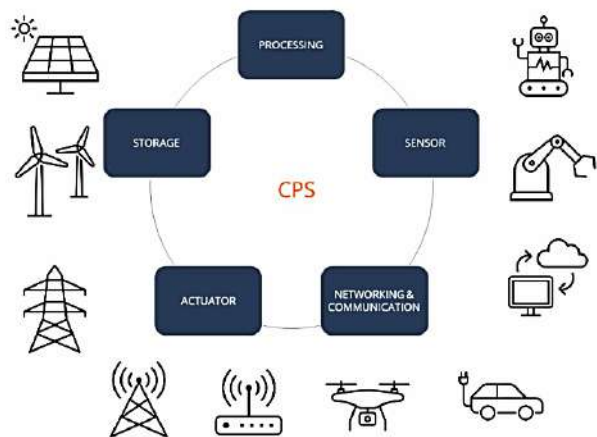 PROCESSING
STORAGE
SENSOR
CPS
ACTUATOR
NETWORKING &
COMMUNICATION